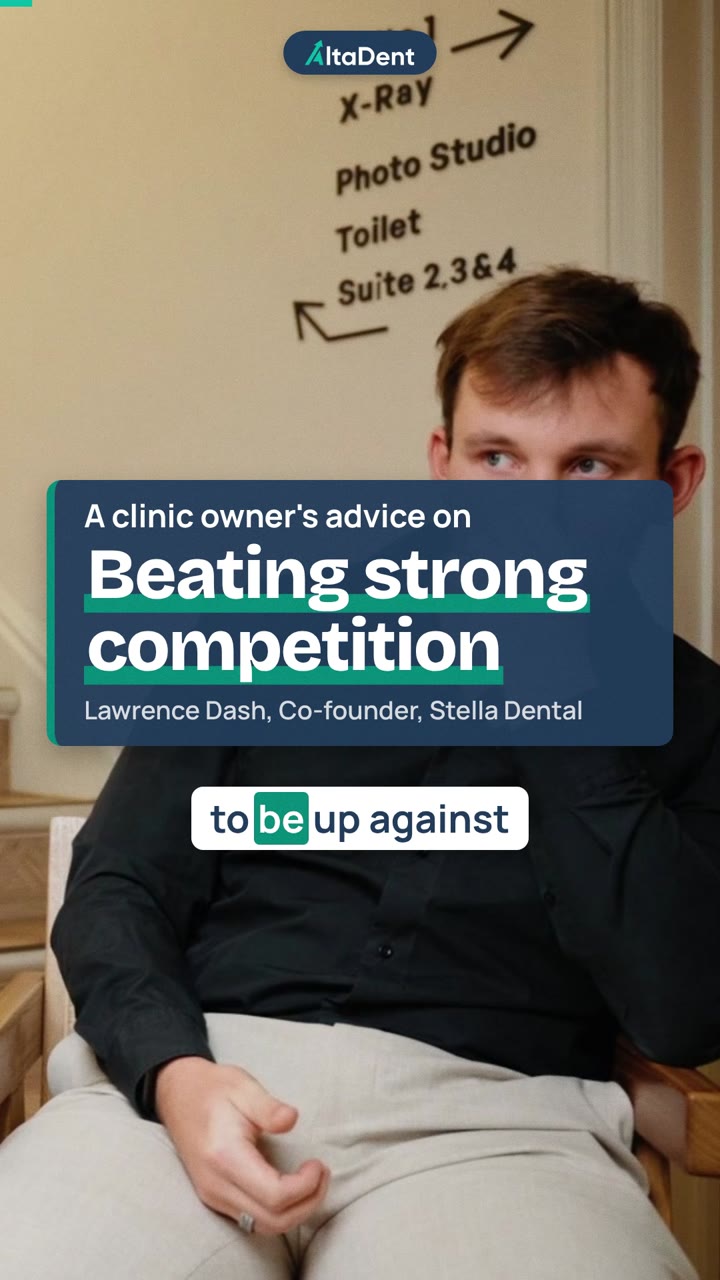 AltaDent
X-Ray
Photo Studio
Toilet
Suite 2,3&4
A clinic owner's advice on
Beating strong
competition
Lawrence Dash, Co-founder, Stella Dental
to be up against